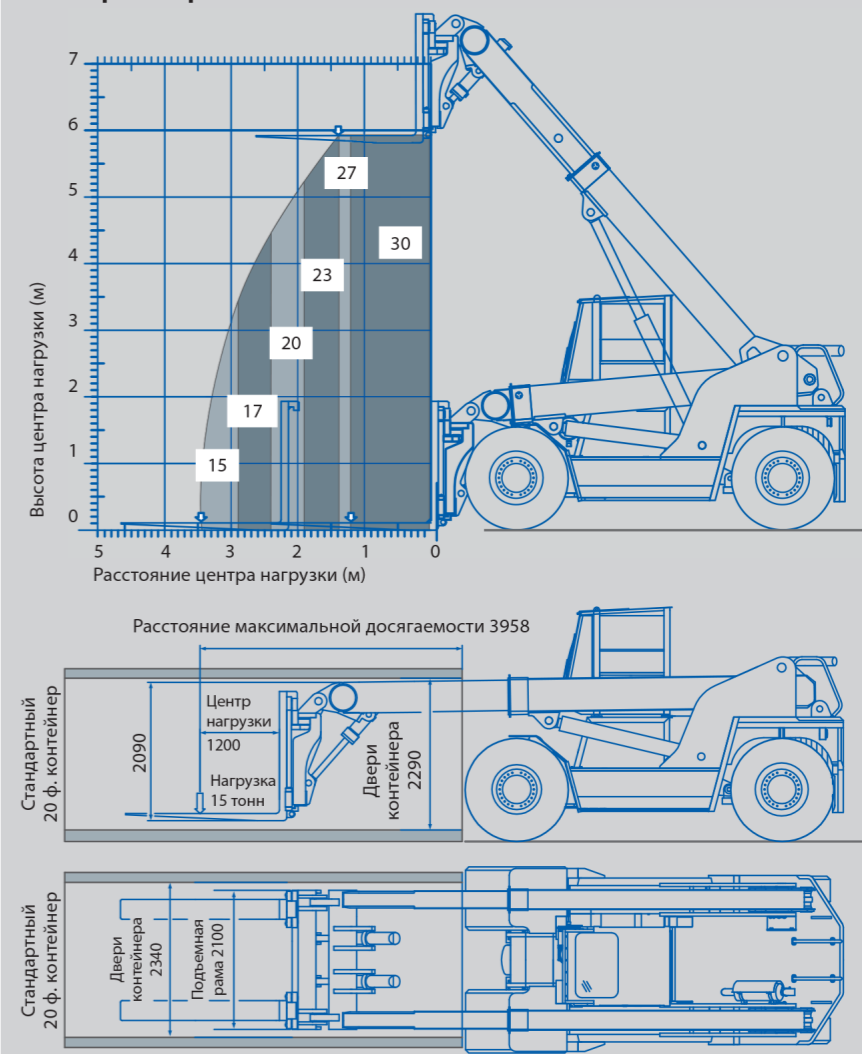 7
6
5
4
3
2
1
0
Высота центра нагрузки (м)
27
30
23
20
17
15
5 4 3 2 1 0
Расстояние центра нагрузки (м)
Расстояние максимальной досягаемости 3958
Стандартный
20 ф. контейнер
2090
Центр
нагрузки
1200
Нагрузка
15 тонн
Двери
контейнера
2290
Стандартный
20 ф. контейнер
Двери
контейнера
2340
Подъемная
рама 2100